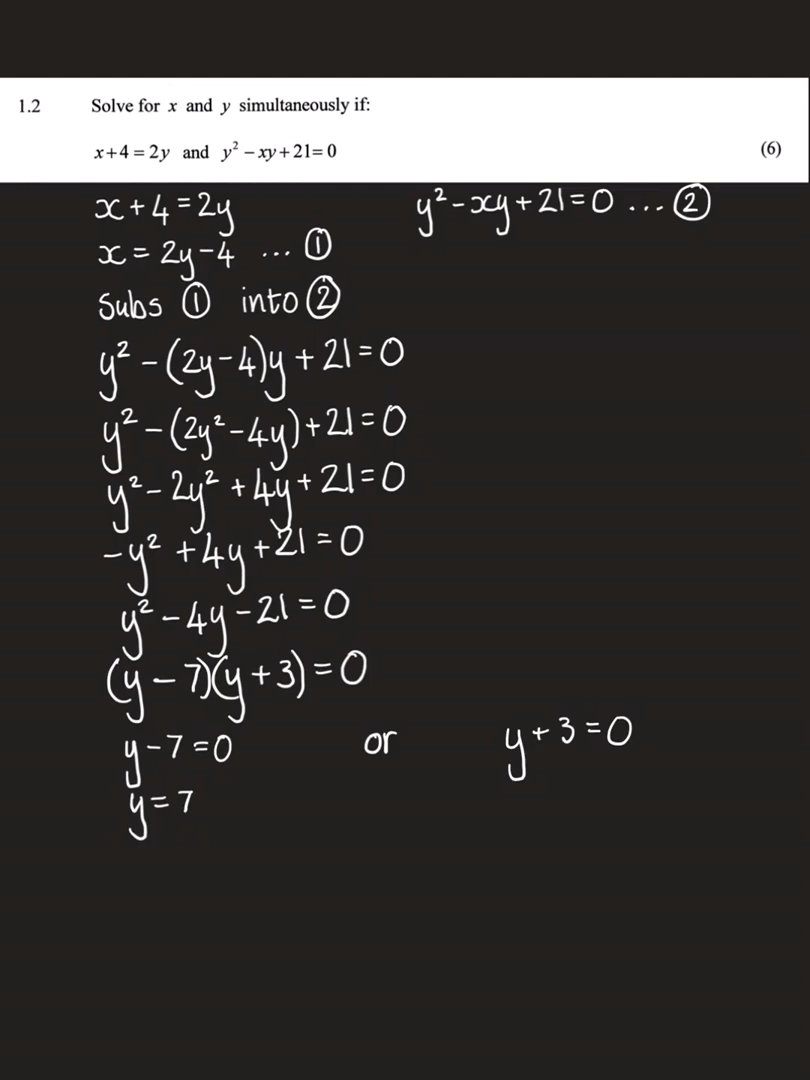 1.2 Solve for x and y simultaneously if:
x+4=2y and y²−xy+21=0 (6)
x+4=2y y²-xy+21=0 ... ②
x=2y-4 ... ①
Subs ① into ②
y²-(2y-4)y+21=0
y²-(2y²-4y)+21=0
y²-2y²+4y+21=0
-y²+4y+21=0
y²-4y-21=0
(y-7)(y+3)=0
y-7=0 or y+3=0
y=7